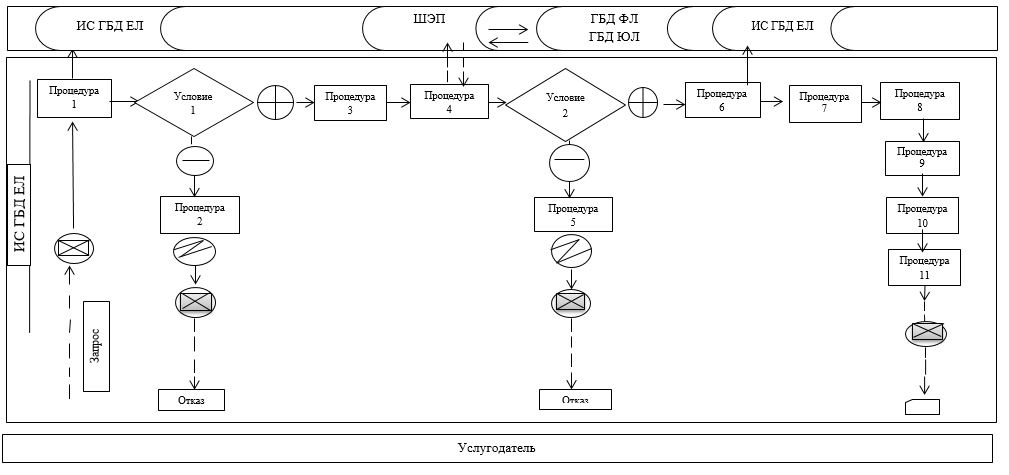 ИС ГБД ЕЛ
ШЭП
ГБД ФЛ
ГБД ЮЛ
ИС ГБД ЕЛ
Процедура
1
Условие
1
Процедура
3
Процедура
4
Условие
2
Процедура
6
Процедура
7
Процедура
8
Процедура
9
Процедура
2
Процедура
5
Процедура
10
ИС ГБД ЕЛ
Процедура
11
Запрос
Отказ
Отказ
Услугодатель